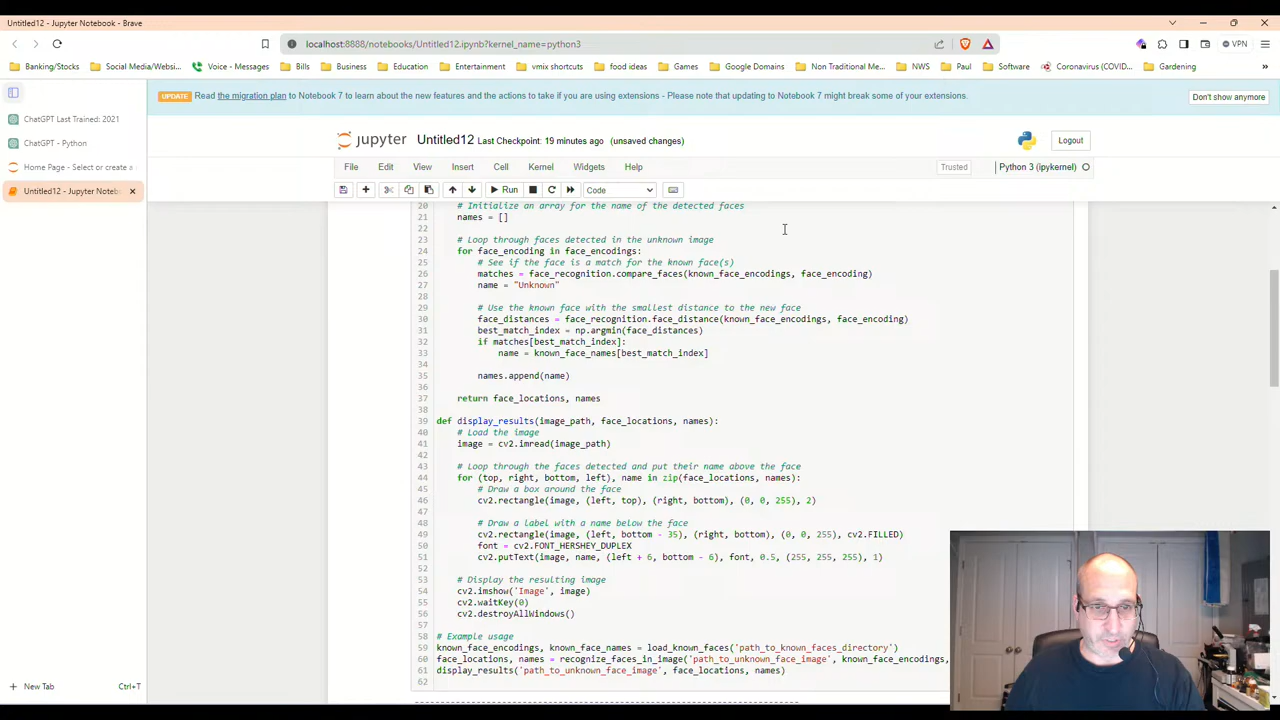 Untitled12 - Jupyter Notebook - Brave
localhost:8888/notebooks/Untitled12.ipynb?kernel_name=python3
VPN
Banking/Stocks
Social Media/Websi...
Voice - Messages
Bills
Business
Education
Entertainment
vmix shortcuts
food ideas
Games
Google Domains
Non Traditional Me...
NWS
Paul
Software
Coronavirus (COVID...
Gardening
ChatGPT Last Trained: 2021
ChatGPT - Python
Home Page - Select or create a
Untitled12 - Jupyter Noteb
New Tab
Ctrl+T
UPDATE Read the migration plan to Notebook 7 to learn about the new features and the actions to take if you are using extensions - Please note that updating to Notebook 7 might break some of your extensions.
Don't show anymore
jupyter Untitled12 Last Checkpoint: 19 minutes ago (unsaved changes)
Logout
File Edit View Insert Cell Kernel Widgets Help
Trusted
Python 3 (ipykernel)
Run
Code
20 # Initialize an array for the name of the detected faces
21 names = []
22
23 # Loop through faces detected in the unknown image
24 for face_encoding in face_encodings:
25 # See if the face is a match for the known face(s)
26 matches = face_recognition.compare_faces(known_face_encodings, face_encoding)
27 name = "Unknown"
28
29 # Use the known face with the smallest distance to the new face
30 face_distances = face_recognition.face_distance(known_face_encodings, face_encoding)
31 best_match_index = np.argmin(face_distances)
32 if matches[best_match_index]:
33 name = known_face_names[best_match_index]
34
35 names.append(name)
36
37 return face_locations, names
38
39 def display_results(image_path, face_locations, names):
40 # Load the image
41 image = cv2.imread(image_path)
42
43 # Loop through the faces detected and put their name above the face
44 for (top, right, bottom, left), name in zip(face_locations, names):
45 # Draw a box around the face
46 cv2.rectangle(image, (left, top), (right, bottom), (0, 0, 255), 2)
47
48 # Draw a label with a name below the face
49 cv2.rectangle(image, (left, bottom - 35), (right, bottom), (0, 0, 255), cv2.FILLED)
50 font = cv2.FONT_HERSHEY_DUPLEX
51 cv2.putText(image, name, (left + 6, bottom - 6), font, 0.5, (255, 255, 255), 1)
52
53 # Display the resulting image
54 cv2.imshow('Image', image)
55 cv2.waitKey(0)
56 cv2.destroyAllWindows()
57
58 # Example usage
59 known_face_encodings, known_face_names = load_known_faces('path_to_known_faces_directory')
60 face_locations, names = recognize_faces_in_image('path_to_unknown_face_image', known_face_encodings,
61 display_results('path_to_unknown_face_image', face_locations, names)
62